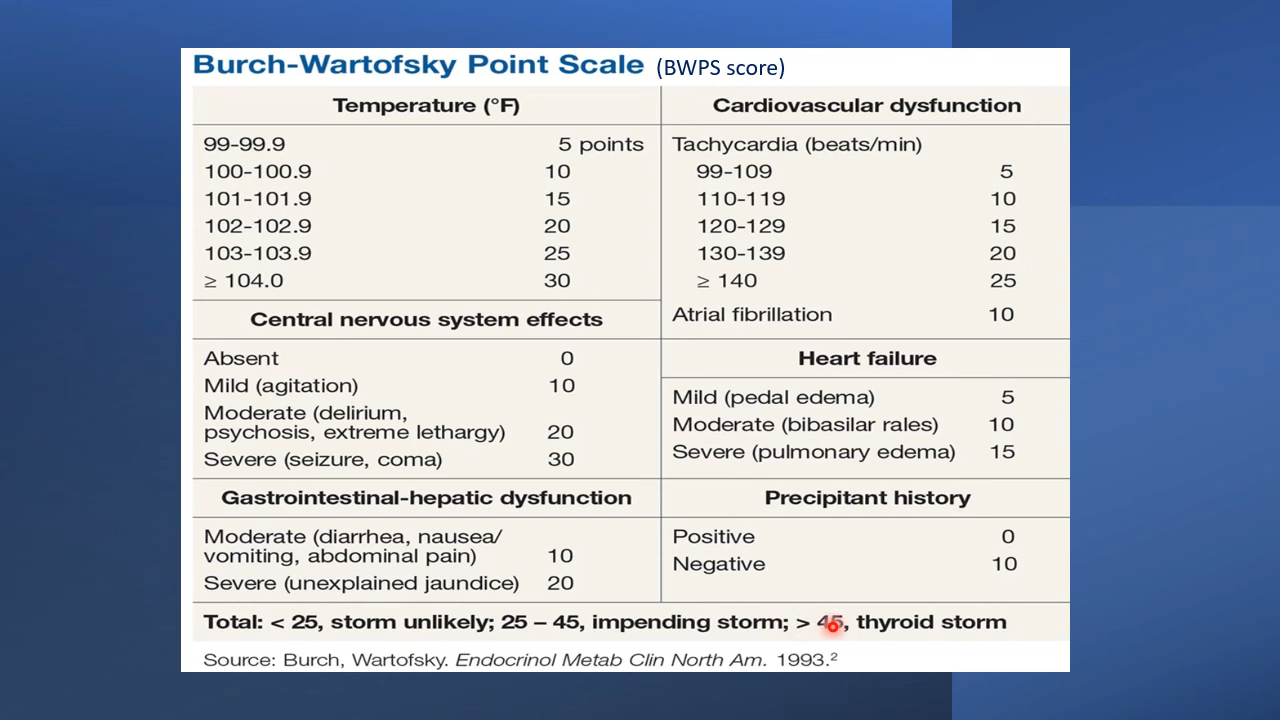 Burch-Wartofsky Point Scale (BWPS score)
Temperature (°F)
99-99.9 5 points
100-100.9 10
101-101.9 15
102-102.9 20
103-103.9 25
≥ 104.0 30
Central nervous system effects
Absent 0
Mild (agitation) 10
Moderate (delirium,
psychosis, extreme lethargy) 20
Severe (seizure, coma) 30
Gastrointestinal-hepatic dysfunction
Moderate (diarrhea, nausea/
vomiting, abdominal pain) 10
Severe (unexplained jaundice) 20
Cardiovascular dysfunction
Tachycardia (beats/min)
99-109 5
110-119 10
120-129 15
130-139 20
≥ 140 25
Atrial fibrillation 10
Heart failure
Mild (pedal edema) 5
Moderate (bibasilar rales) 10
Severe (pulmonary edema) 15
Precipitant history
Positive 0
Negative 10
Total: < 25, storm unlikely; 25 – 45, impending storm; > 45, thyroid storm
Source: Burch, Wartofsky. Endocrinol Metab Clin North Am. 1993.²